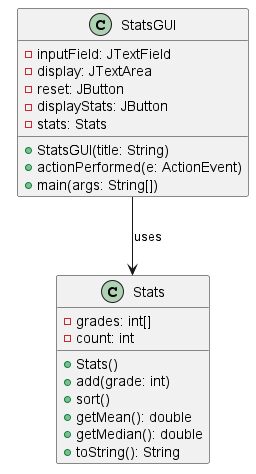 C StatsGUI
inputField: JTextField
display: JTextArea
reset: JButton
displayStats: JButton
stats: Stats
StatsGUI(title: String)
actionPerformed(e: ActionEvent)
main(args: String[])
uses
C Stats
grades: int[]
count: int
Stats()
add(grade: int)
sort()
getMean(): double
getMedian(): double
toString(): String